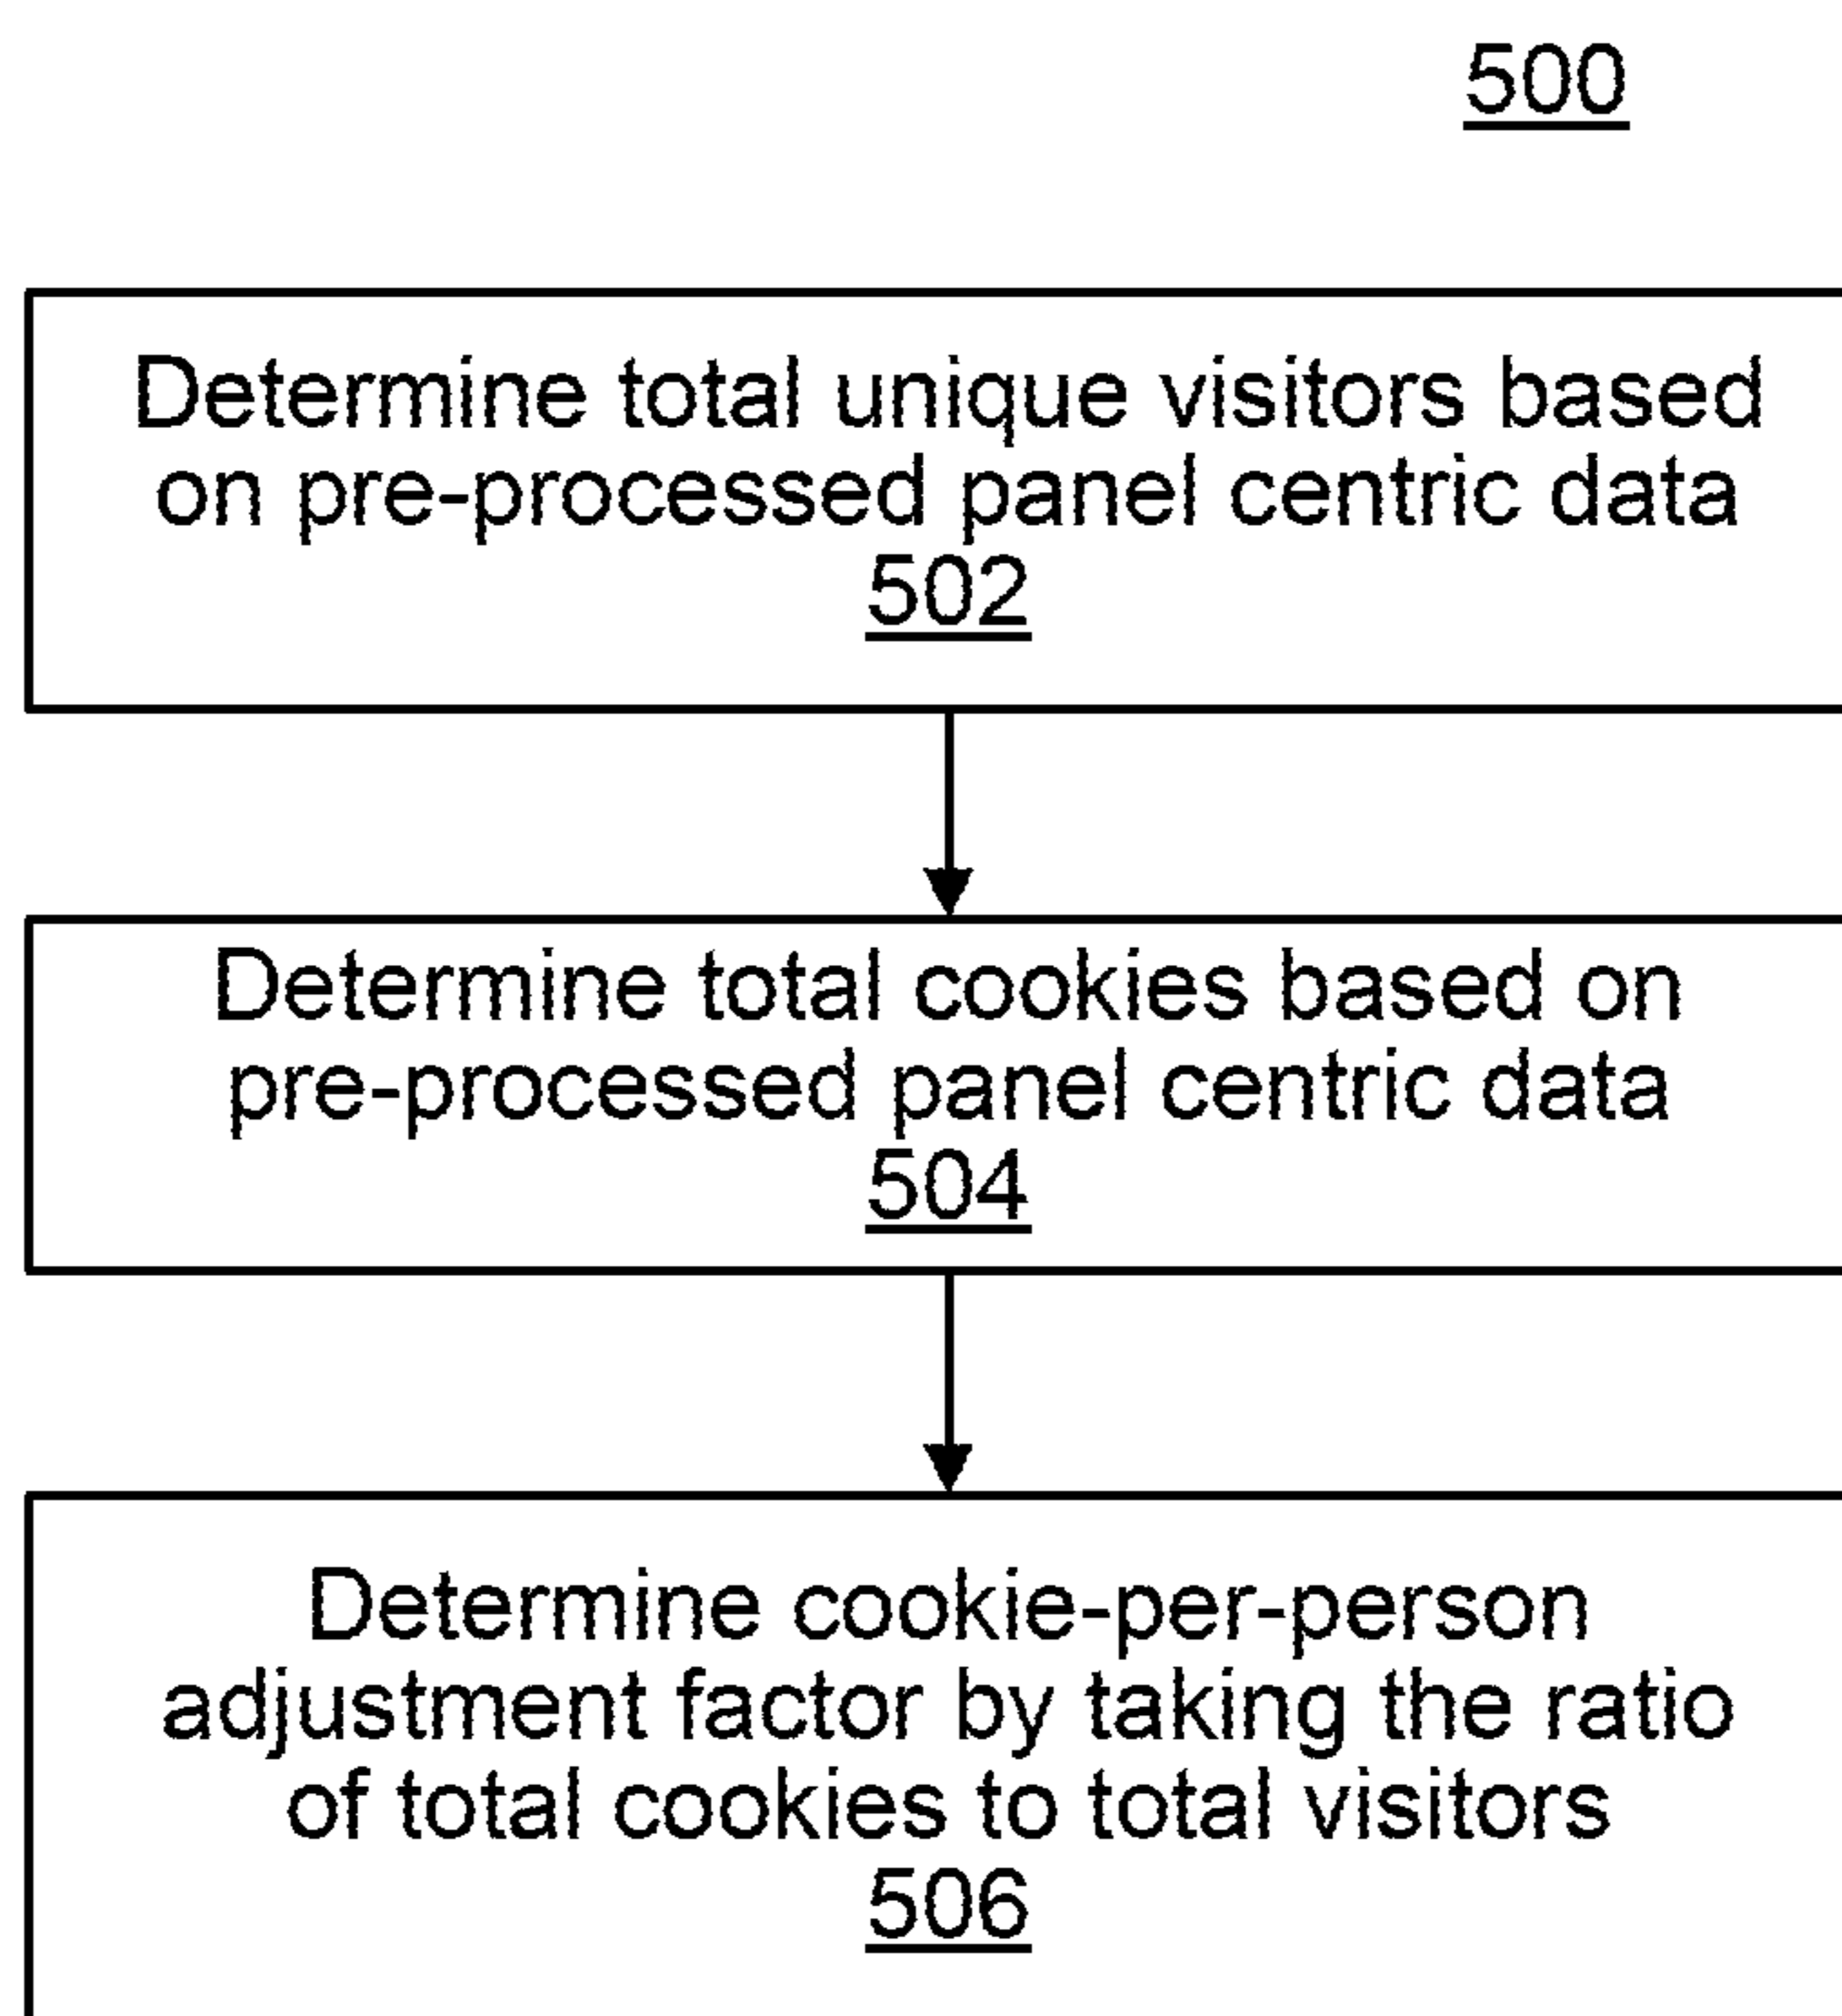 500
Determine total unique visitors based
on pre-processed panel centric data
502
Determine total cookies based on
pre-processed panel centric data
504
Determine cookie-per-person
adjustment factor by taking the ratio
of total cookies to total visitors
506